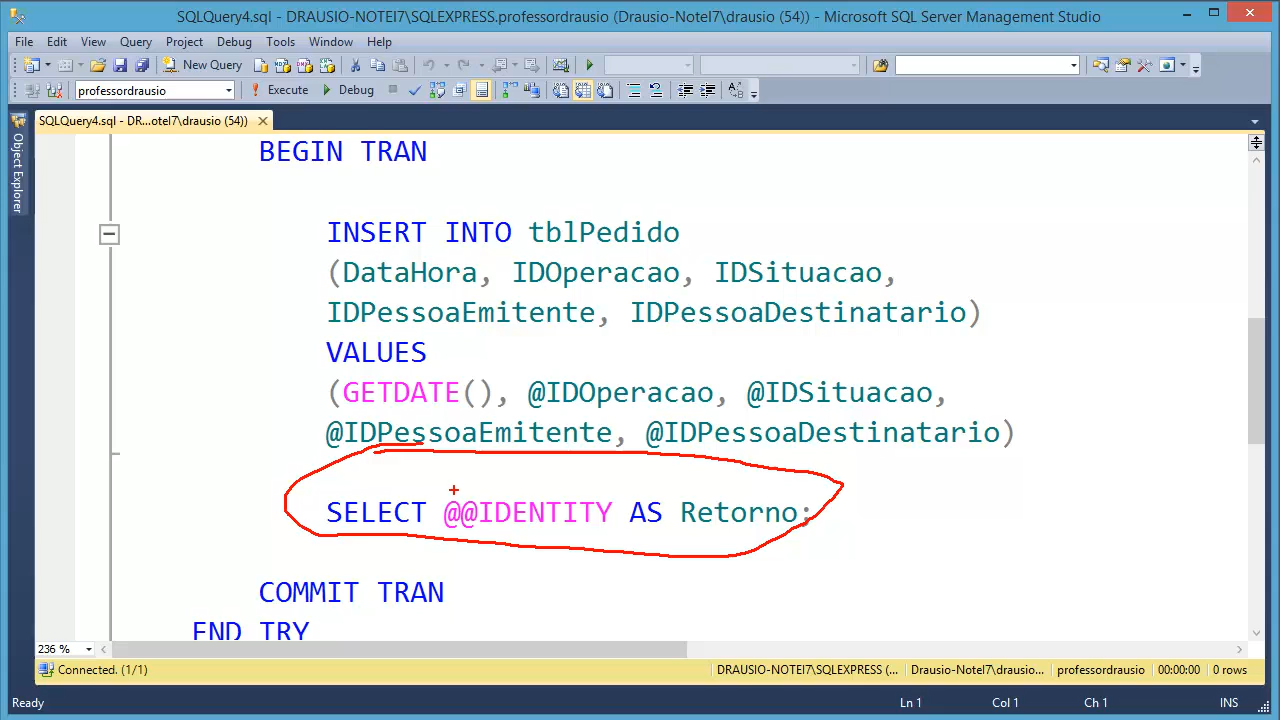 SQLQuery4.sql - DRAUSIO-NOTEI7\SQLEXPRESS.professordrausio (Drausio-NoteI7\drausio (54)) - Microsoft SQL Server Management Studio
File Edit View Query Project Debug Tools Window Help
New Query
professordrausio Execute Debug
SQLQuery4.sql - DR...otel7\drausio (54))
Object Explorer
BEGIN TRAN
INSERT INTO tblPedido
(DataHora, IDOperacao, IDSituacao,
IDPessoaEmitente, IDPessoaDestinatario)
VALUES
(GETDATE(), @IDOperacao, @IDSituacao,
@IDPessoaEmitente, @IDPessoaDestinatario)
SELECT @@IDENTITY AS Retorno;
COMMIT TRAN
END TRY
236 %
Connected. (1/1) DRAUSIO-NOTEI7\SQLEXPRESS (... Drausio-NoteI7\drausio... professordrausio 00:00:00 0 rows
Ready Ln 1 Col 1 Ch 1 INS